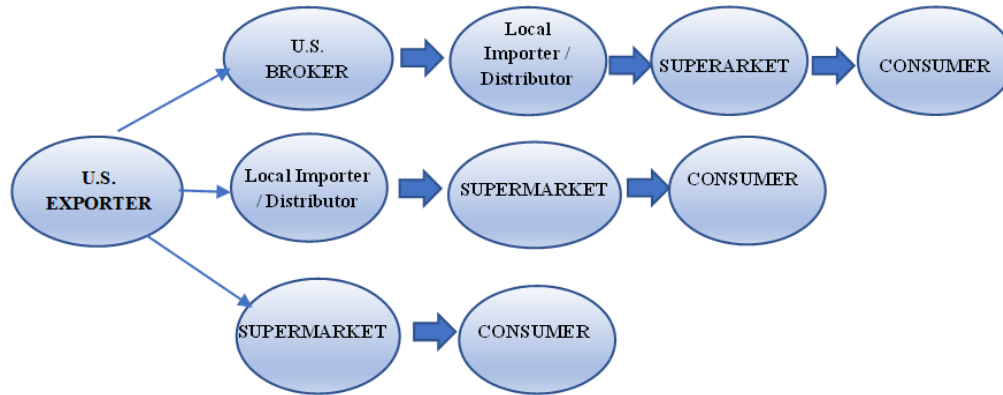 U.S.
BROKER
Local
Importer /
Distributor
SUPERARKET
CONSUMER
U.S.
EXPORTER
Local Importer
/ Distributor
SUPERMARKET
CONSUMER
SUPERMARKET
CONSUMER